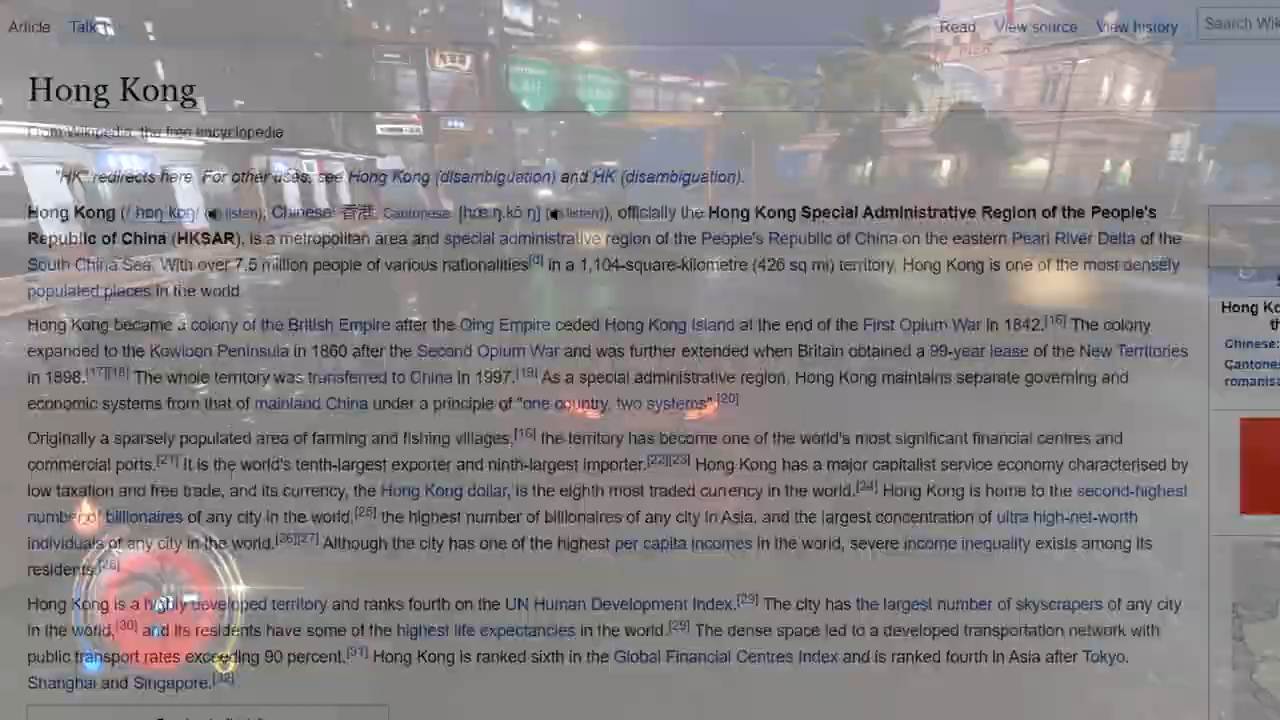 Article Talk Read View source View history Search Wik
Hong Kong
From Wikipedia, the free encyclopedia
"HK" redirects here. For other uses, see Hong Kong (disambiguation) and HK (disambiguation).
Hong Kong (/ˌhɒŋˈkɒŋ/ (listen); Chinese: 香港, Cantonese: [hœ́ːŋ.kɔ̌ːŋ] (listen)), officially the Hong Kong Special Administrative Region of the People's
Republic of China (HKSAR), is a metropolitan area and special administrative region of the People's Republic of China on the eastern Pearl River Delta of the
South China Sea. With over 7.5 million people of various nationalities[d] in a 1,104-square-kilometre (426 sq mi) territory, Hong Kong is one of the most densely
populated places in the world.
Hong Kong became a colony of the British Empire after the Qing Empire ceded Hong Kong Island at the end of the First Opium War in 1842.[16] The colony
expanded to the Kowloon Peninsula in 1860 after the Second Opium War and was further extended when Britain obtained a 99-year lease of the New Territories
in 1898.[17][18] The whole territory was transferred to China in 1997.[19] As a special administrative region, Hong Kong maintains separate governing and
economic systems from that of mainland China under a principle of "one country, two systems".[20]
Originally a sparsely populated area of farming and fishing villages,[16] the territory has become one of the world's most significant financial centres and
commercial ports.[21] It is the world's tenth-largest exporter and ninth-largest importer.[22][23] Hong Kong has a major capitalist service economy characterised by
low taxation and free trade, and its currency, the Hong Kong dollar, is the eighth most traded currency in the world.[24] Hong Kong is home to the second-highest
number of billionaires of any city in the world,[25] the highest number of billionaires of any city in Asia, and the largest concentration of ultra high-net-worth
individuals of any city in the world.[26][27] Although the city has one of the highest per capita incomes in the world, severe income inequality exists among its
residents.[28]
Hong Kong is a highly developed territory and ranks fourth on the UN Human Development Index.[29] The city has the largest number of skyscrapers of any city
in the world,[30] and its residents have some of the highest life expectancies in the world.[29] The dense space led to a developed transportation network with
public transport rates exceeding 90 percent.[31] Hong Kong is ranked sixth in the Global Financial Centres Index and is ranked fourth in Asia after Tokyo,
Shanghai and Singapore.[32]
Hong Ko
Chinese:
Cantones
romanisa